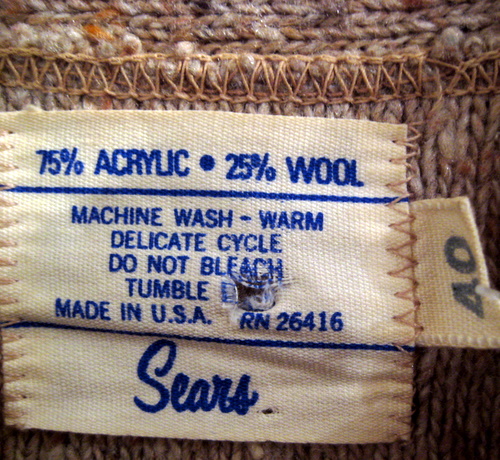 75% ACRYLIC • 25% WOOL
MACHINE WASH - WARM
DELICATE CYCLE
DO NOT BLEACH
TUMBLE
MADE IN U.S.A. RN 26416
Sears
40